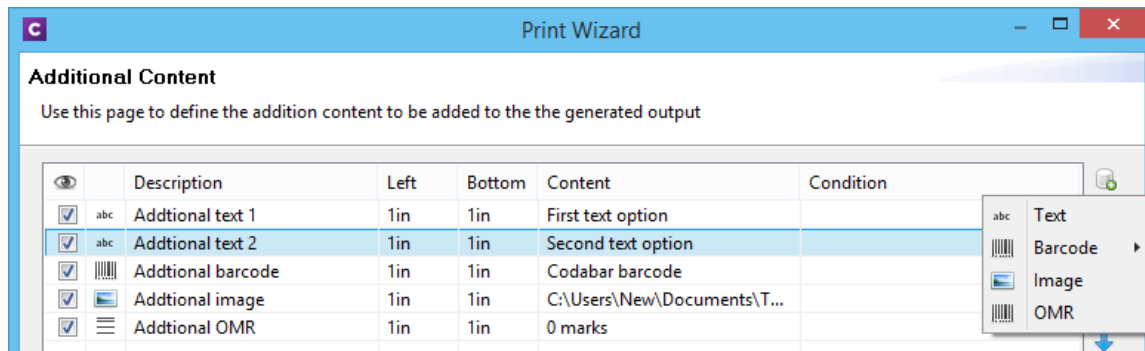 C Print Wizard
Additional Content
Use this page to define the addition content to be added to the the generated output
Description Left Bottom Content Condition
abc Addtional text 1 1in 1in First text option
abc Addtional text 2 1in 1in Second text option
Addtional barcode 1in 1in Codabar barcode
Addtional image 1in 1in C:\Users\New\Documents\T...
Addtional OMR 1in 1in 0 marks
abc Text
Barcode
Image
OMR